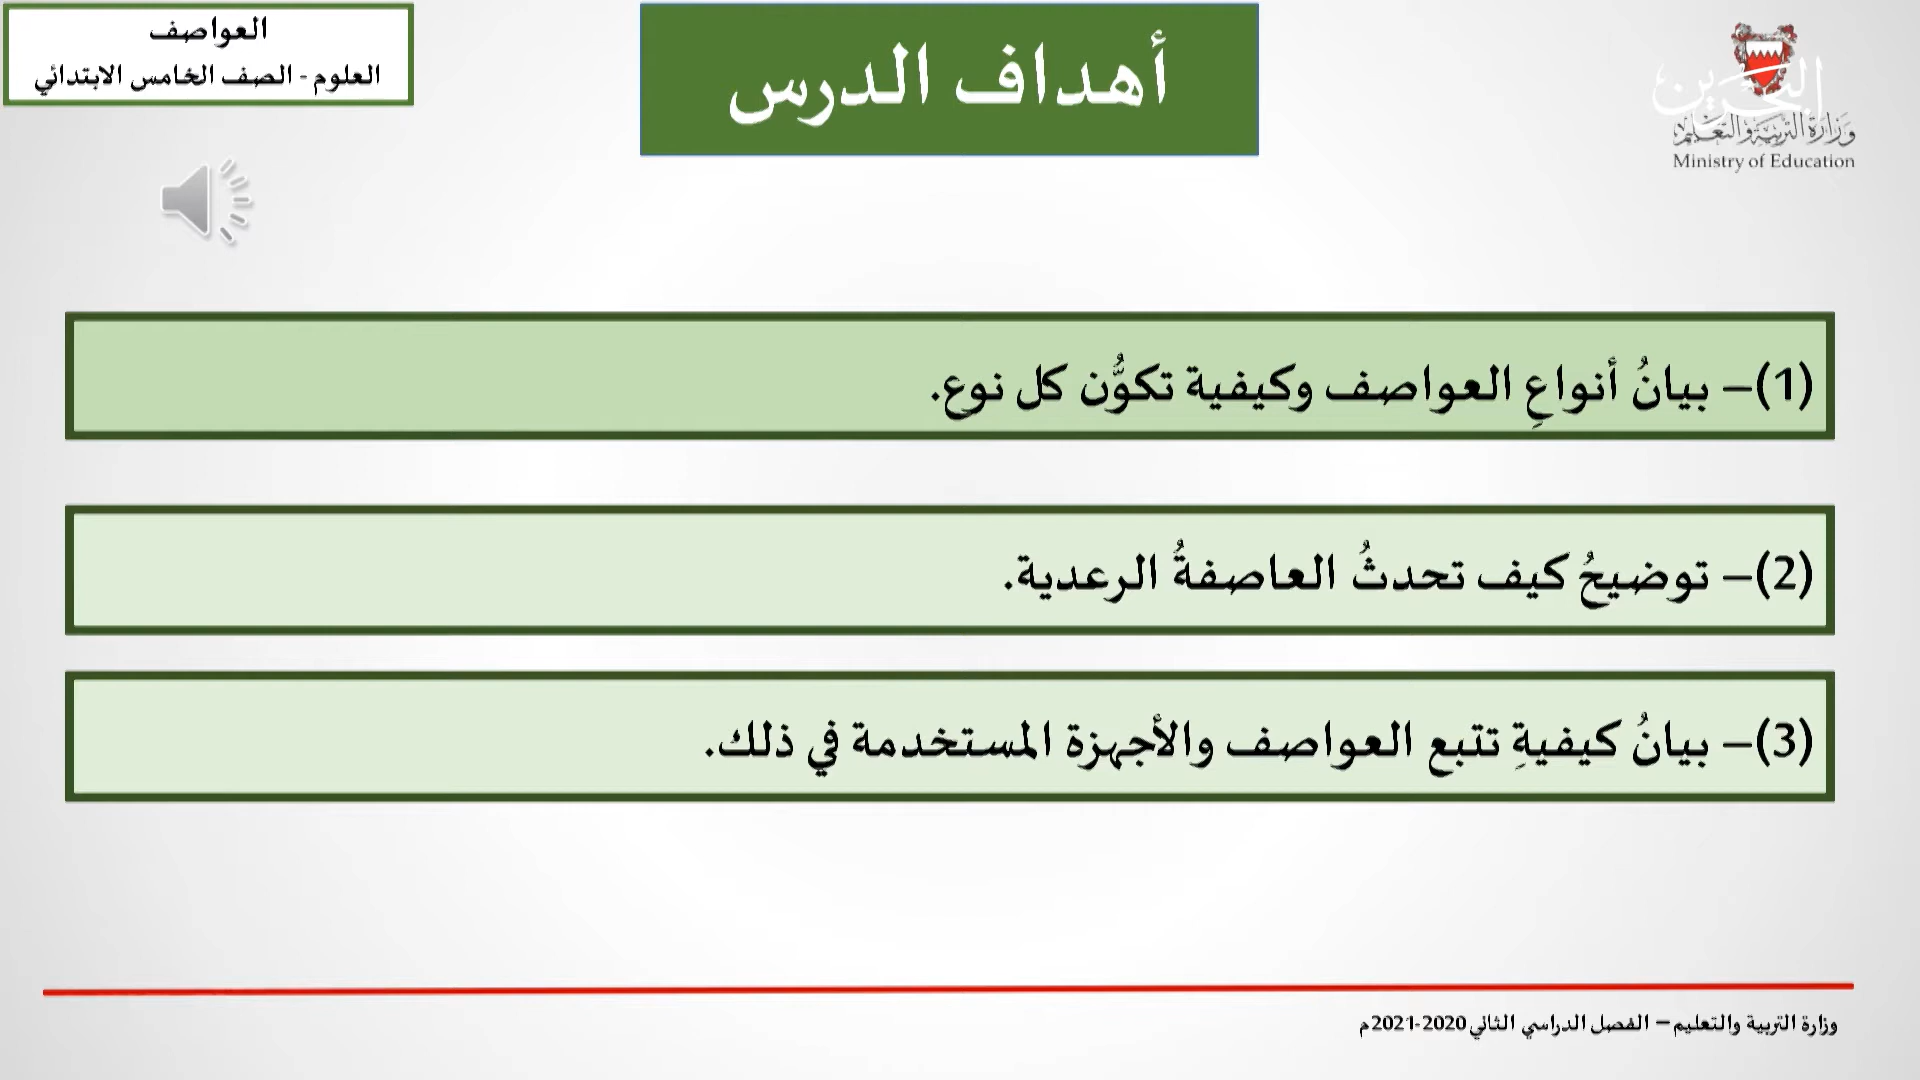 العواصف
العلوم - الصف الخامس الابتدائي
أهداف الدرس
البحرين
وزارة التربية والتعليم
Ministry of Education
(1)– بيانُ أنواعِ العواصف وكيفية تكوُّن كل نوع.
(2)– توضيحُ كيف تحدثُ العاصفةُ الرعدية.
(3)– بيانُ كيفيةِ تتبع العواصف والأجهزة المستخدمة في ذلك.
وزارة التربية والتعليم – الفصل الدراسي الثاني 2020-2021م